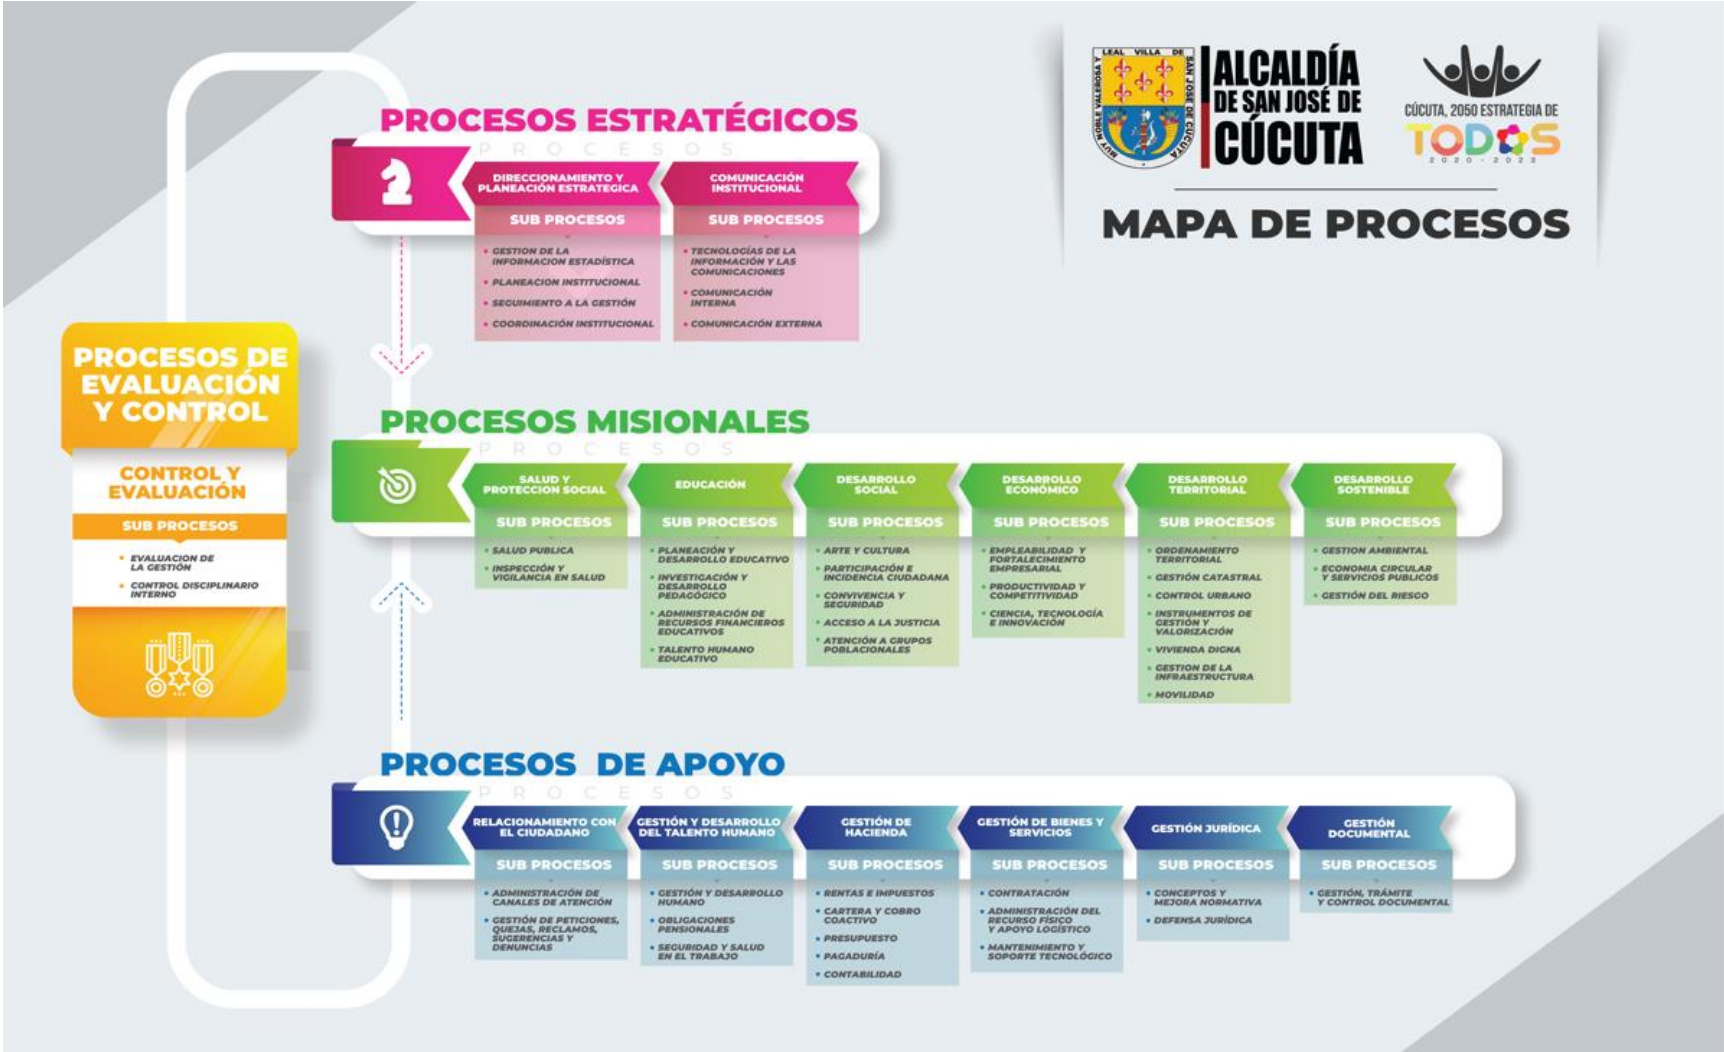 LEAL VILLA DE
MUY NOBLE VALEROSA Y
SAN JOSE DE CUCUTA
ALCALDÍA
DE SAN JOSÉ DE
CÚCUTA
CÚCUTA, 2050 ESTRATEGIA DE
TODOS
2020 - 2023
MAPA DE PROCESOS
PROCESOS DE
EVALUACIÓN
Y CONTROL
CONTROL Y
EVALUACIÓN
SUB PROCESOS
• EVALUACION DE
LA GESTIÓN
• CONTROL DISCIPLINARIO
INTERNO
PROCESOS ESTRATÉGICOS
PROCESOS
DIRECCIONAMIENTO Y
PLANEACIÓN ESTRATEGICA
SUB PROCESOS
• GESTION DE LA
INFORMACION ESTADÍSTICA
• PLANEACION INSTITUCIONAL
• SEGUIMIENTO A LA GESTIÓN
• COORDINACIÓN INSTITUCIONAL
COMUNICACIÓN
INSTITUCIONAL
SUB PROCESOS
• TECNOLOGÍAS DE LA
INFORMACIÓN Y LAS
COMUNICACIONES
• COMUNICACIÓN
INTERNA
• COMUNICACIÓN EXTERNA
PROCESOS MISIONALES
PROCESOS
SALUD Y
PROTECCION SOCIAL
SUB PROCESOS
• SALUD PUBLICA
• INSPECCIÓN Y
VIGILANCIA EN SALUD
EDUCACIÓN
SUB PROCESOS
• PLANEACIÓN Y
DESARROLLO EDUCATIVO
• INVESTIGACIÓN Y
DESARROLLO
PEDAGÓGICO
• ADMINISTRACIÓN DE
RECURSOS FINANCIEROS
EDUCATIVOS
• TALENTO HUMANO
EDUCATIVO
DESARROLLO
SOCIAL
SUB PROCESOS
• ARTE Y CULTURA
• PARTICIPACIÓN E
INCIDENCIA CIUDADANA
• CONVIVENCIA Y
SEGURIDAD
• ACCESO A LA JUSTICIA
• ATENCIÓN A GRUPOS
POBLACIONALES
DESARROLLO
ECONÓMICO
SUB PROCESOS
• EMPLEABILIDAD Y
FORTALECIMIENTO
EMPRESARIAL
• PRODUCTIVIDAD Y
COMPETITIVIDAD
• CIENCIA, TECNOLOGÍA
E INNOVACIÓN
DESARROLLO
TERRITORIAL
SUB PROCESOS
• ORDENAMIENTO
TERRITORIAL
• GESTIÓN CATASTRAL
• CONTROL URBANO
• INSTRUMENTOS DE
GESTIÓN Y
VALORIZACIÓN
• VIVIENDA DIGNA
• GESTION DE LA
INFRAESTRUCTURA
• MOVILIDAD
DESARROLLO
SOSTENIBLE
SUB PROCESOS
• GESTION AMBIENTAL
• ECONOMIA CIRCULAR
Y SERVICIOS PUBLICOS
• GESTIÓN DEL RIESGO
PROCESOS DE APOYO
PROCESOS
RELACIONAMIENTO CON
EL CIUDADANO
SUB PROCESOS
• ADMINISTRACIÓN DE
CANALES DE ATENCIÓN
• GESTIÓN DE PETICIONES,
QUEJAS, RECLAMOS,
SUGERENCIAS Y
DENUNCIAS
GESTIÓN Y DESARROLLO
DEL TALENTO HUMANO
SUB PROCESOS
• GESTIÓN Y DESARROLLO
HUMANO
• OBLIGACIONES
PENSIONALES
• SEGURIDAD Y SALUD
EN EL TRABAJO
GESTIÓN DE
HACIENDA
SUB PROCESOS
• RENTAS E IMPUESTOS
• CARTERA Y COBRO
COACTIVO
• PRESUPUESTO
• PAGADURÍA
• CONTABILIDAD
GESTIÓN DE BIENES Y
SERVICIOS
SUB PROCESOS
• CONTRATACIÓN
• ADMINISTRACIÓN DEL
RECURSO FÍSICO
Y APOYO LOGÍSTICO
• MANTENIMIENTO Y
SOPORTE TECNOLÓGICO
GESTIÓN JURÍDICA
SUB PROCESOS
• CONCEPTOS Y
MEJORA NORMATIVA
• DEFENSA JURÍDICA
GESTIÓN
DOCUMENTAL
SUB PROCESOS
• GESTIÓN, TRÁMITE
Y CONTROL DOCUMENTAL